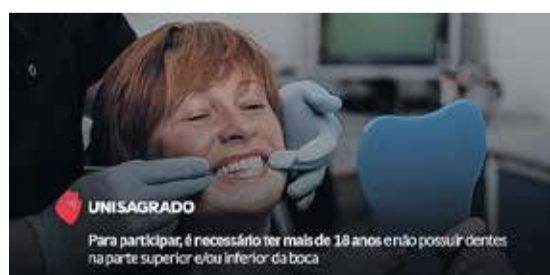 UNISAGRADO
Para participar, é necessário ter mais de 18 anos e não possuir dentes
na parte superior e/ou inferior da boca